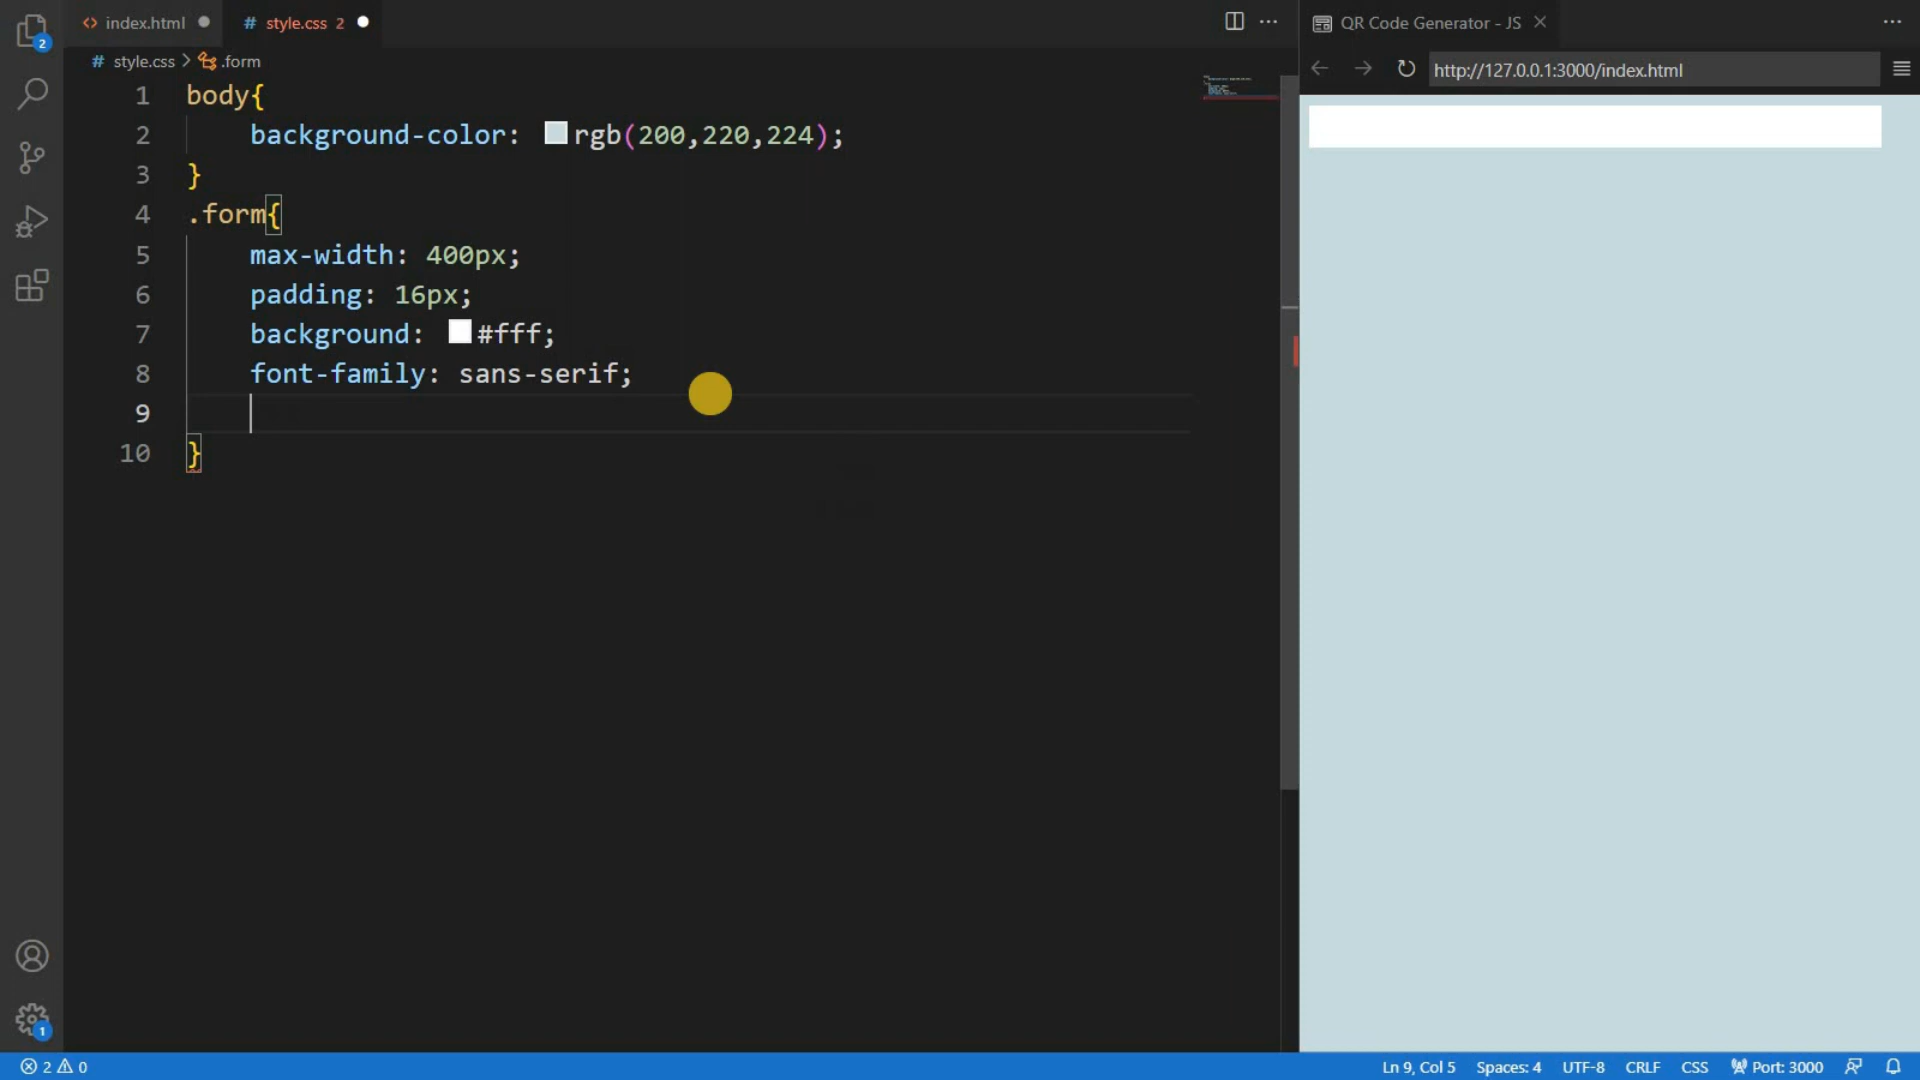 index.html
style.css 2
QR Code Generator - JS
style.css > .form
http://127.0.0.1:3000/index.html
1 body{
2 background-color: rgb(200,220,224);
3 }
4 .form{
5 max-width: 400px;
6 padding: 16px;
7 background: #fff;
8 font-family: sans-serif;
9
10 }
2
1
2 0
Ln 9, Col 5 Spaces: 4 UTF-8 CRLF CSS Port: 3000